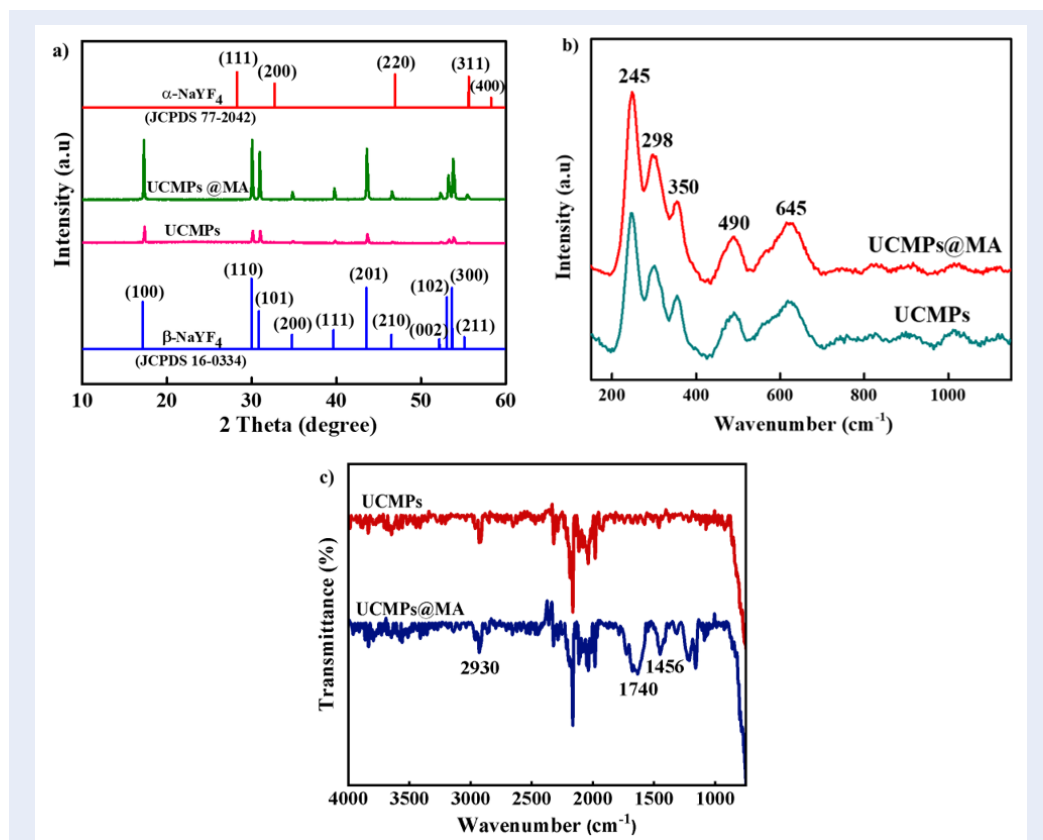 a)
(111)
(200)
(220)
(311)
(400)
α-NaYF4
(JCPDS 77-2042)
UCMPs @MA
UCMPs
(100)
(110)
(101)
(200)
(111)
(201)
(210)
(002)
(102)
(300)
(211)
β-NaYF4
(JCPDS 16-0334)
10 20 30 40 50 60
2 Theta (degree)
Intensity (a.u)
b)
245
298
350
490
645
UCMPs@MA
UCMPs
200 400 600 800 1000
Wavenumber (cm-1)
Intensity (a.u)
c)
UCMPs
UCMPs@MA
2930
1740
1456
4000 3500 3000 2500 2000 1500 1000
Wavenumber (cm-1)
Transmittance (%)